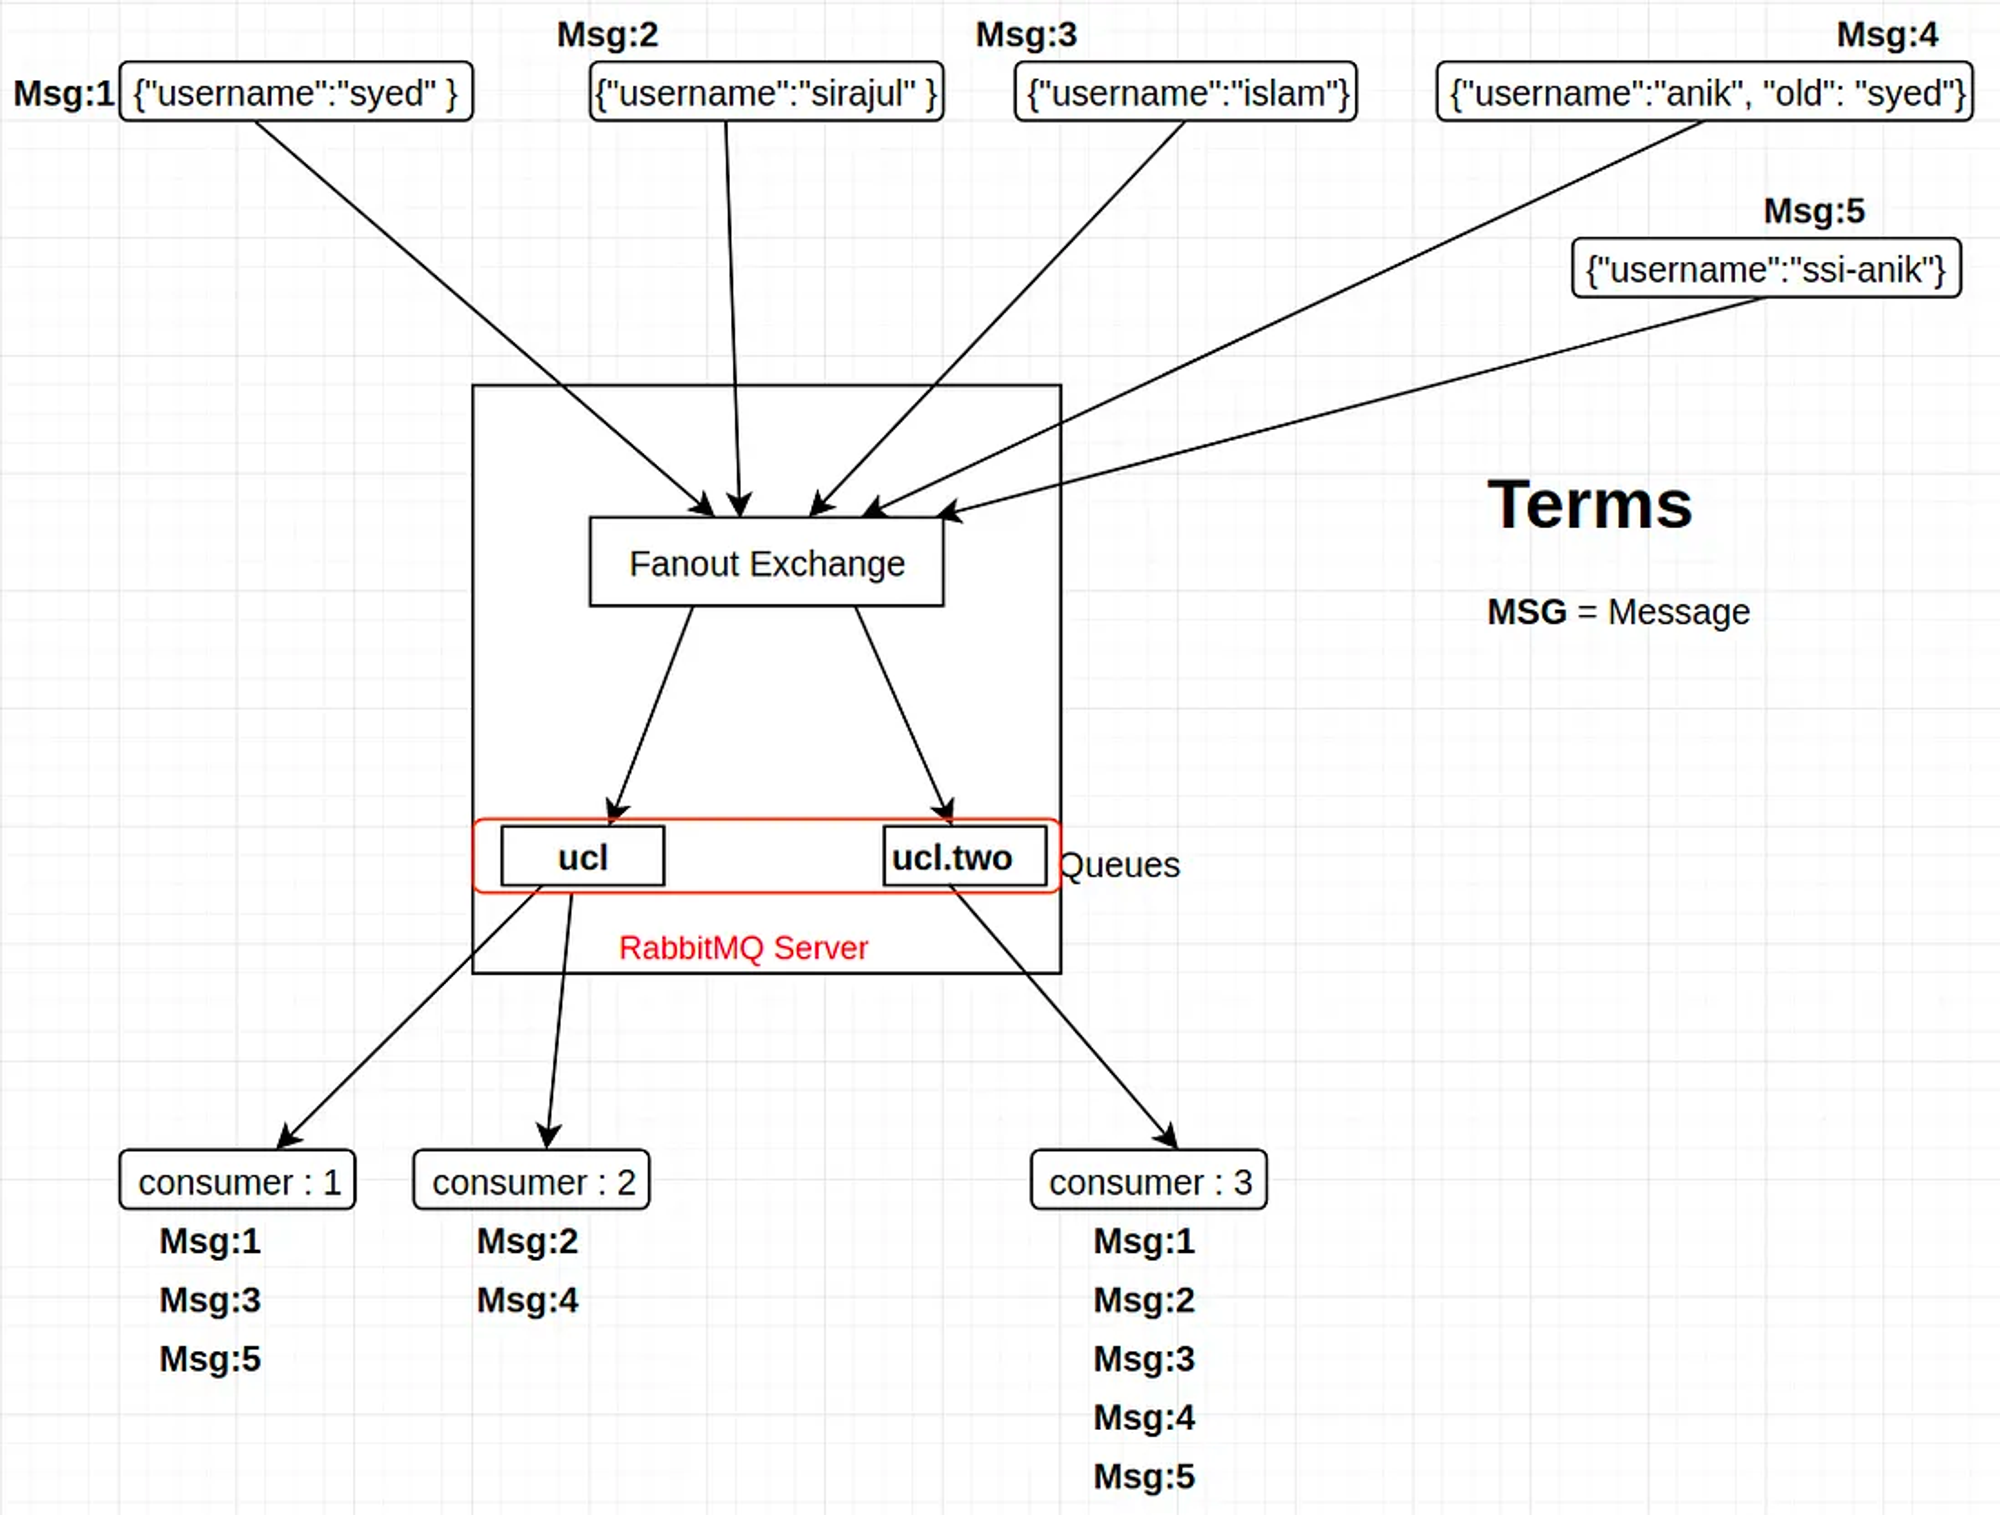 Msg:2
Msg:3
Msg:4
Msg:1
{"username":"syed" }
{"username":"sirajul" }
{"username":"islam"}
{"username":"anik", "old": "syed"}
Msg:5
{"username":"ssi-anik"}
Terms
MSG = Message
Fanout Exchange
ucl
ucl.two
Queues
RabbitMQ Server
consumer : 1
consumer : 2
consumer : 3
Msg:1
Msg:3
Msg:5
Msg:2
Msg:4
Msg:1
Msg:2
Msg:3
Msg:4
Msg:5